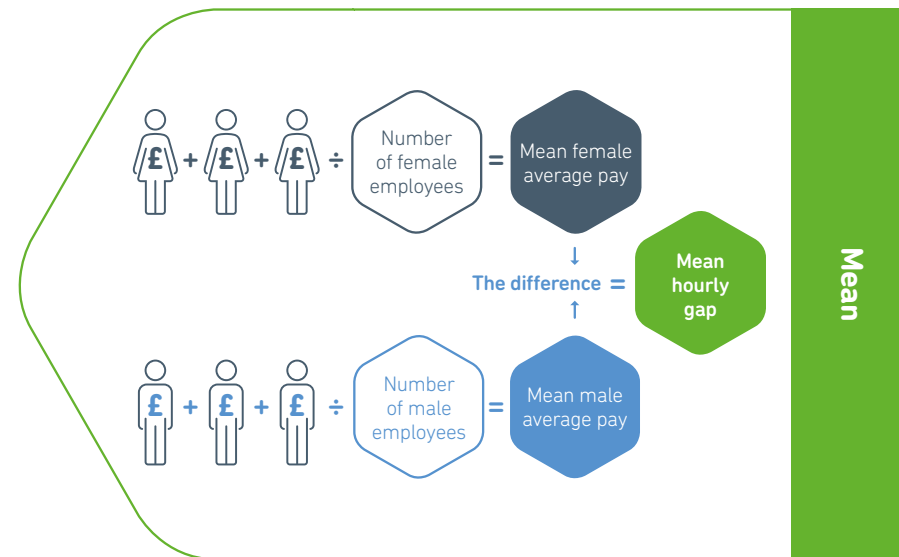 £ + £ + £ ÷
Number
of female
employees
=
Mean female
average pay
The difference =
Mean
hourly
gap
£ + £ + £ ÷
Number
of male
employees
=
Mean male
average pay
Mean